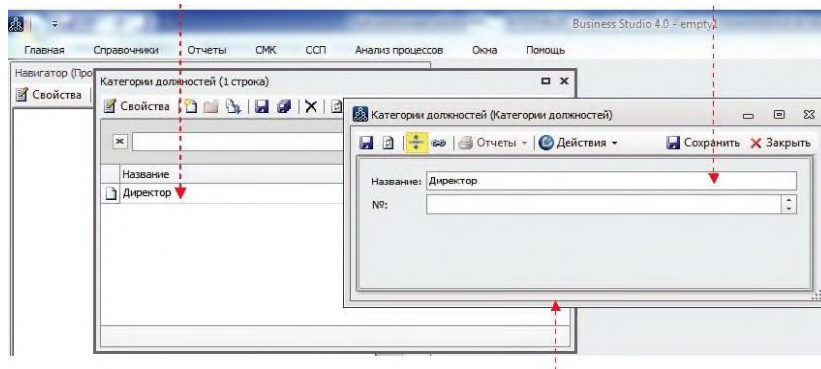 Business Studio 4.0 - empty1
Главная Справочники Отчеты СМК ССП Анализ процессов Окна Помощь
Навигатор (Про
Свойства
Категории должностей (1 строка)
Свойства
Название
Директор
Категории должностей (Категории должностей)
Отчеты Действия Сохранить Закрыть
Название: Директор
№: